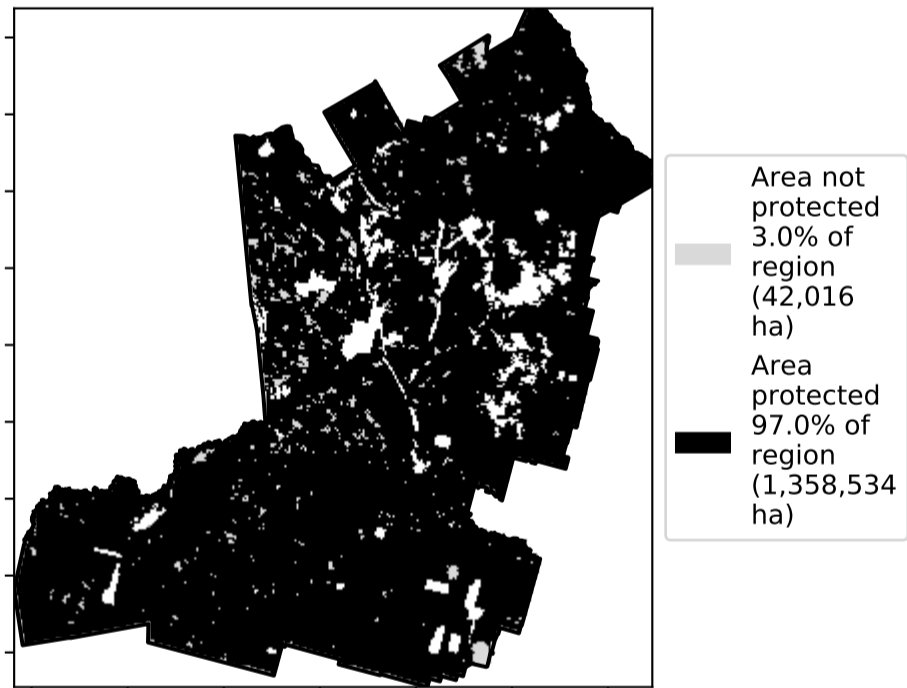 Area not
protected
3.0% of
region
(42,016
ha)
Area
protected
97.0% of
region
(1,358,534
ha)